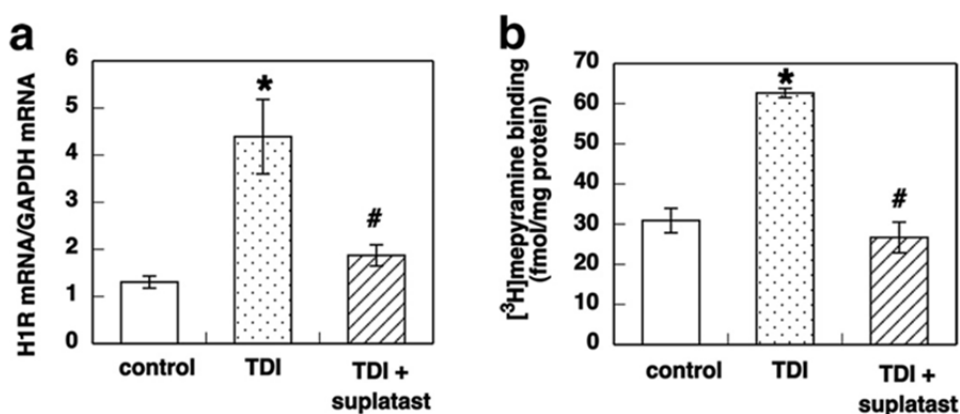 a
H1R mRNA/GAPDH mRNA
6
5
4
3
2
1
0
*
#
control
TDI
TDI +
suplatast
b
[³H]mepyramine binding
(fmol/mg protein)
70
60
50
40
30
20
10
0
*
#
control
TDI
TDI +
suplatast